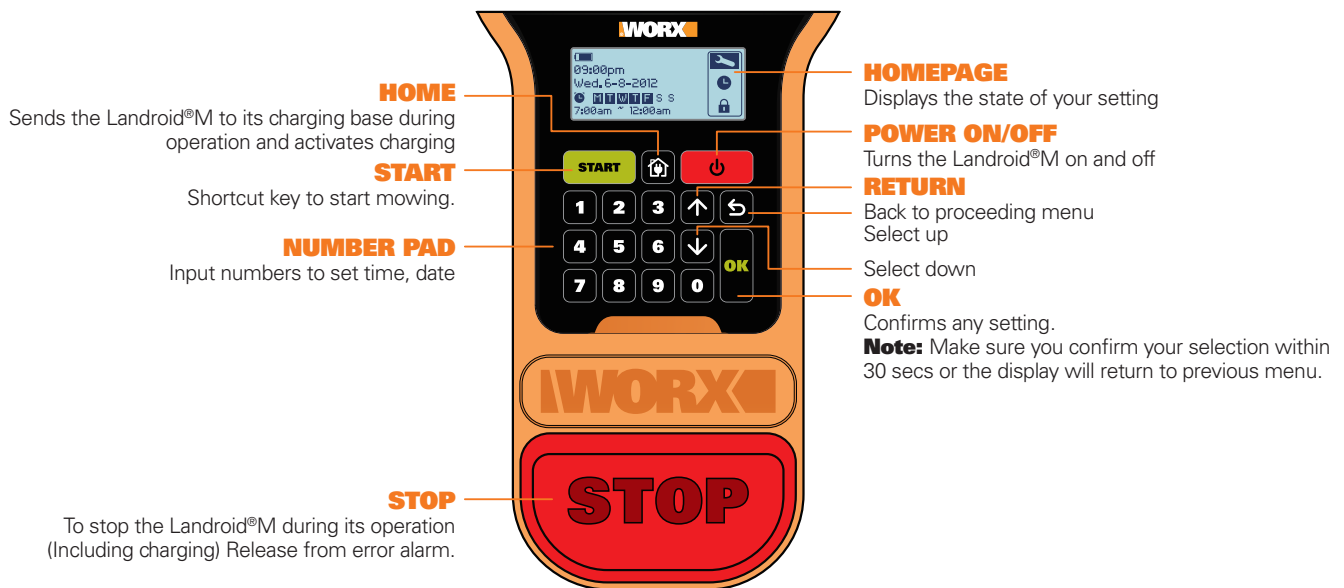 WORX
09:00pm
Wed. 6-8-2012
M T W T F S S
7:00am ~ 12:00am
HOME
Sends the Landroid®M to its charging base during
operation and activates charging
START
Shortcut key to start mowing.
NUMBER PAD
Input numbers to set time, date
START
1 2 3
4 5 6
OK
7 8 9 0
HOMEPAGE
Displays the state of your setting
POWER ON/OFF
Turns the Landroid®M on and off
RETURN
Back to proceeding menu
Select up
Select down
OK
Confirms any setting.
Note: Make sure you confirm your selection within
30 secs or the display will return to previous menu.
WORX
STOP
To stop the Landroid®M during its operation
(Including charging) Release from error alarm.
STOP